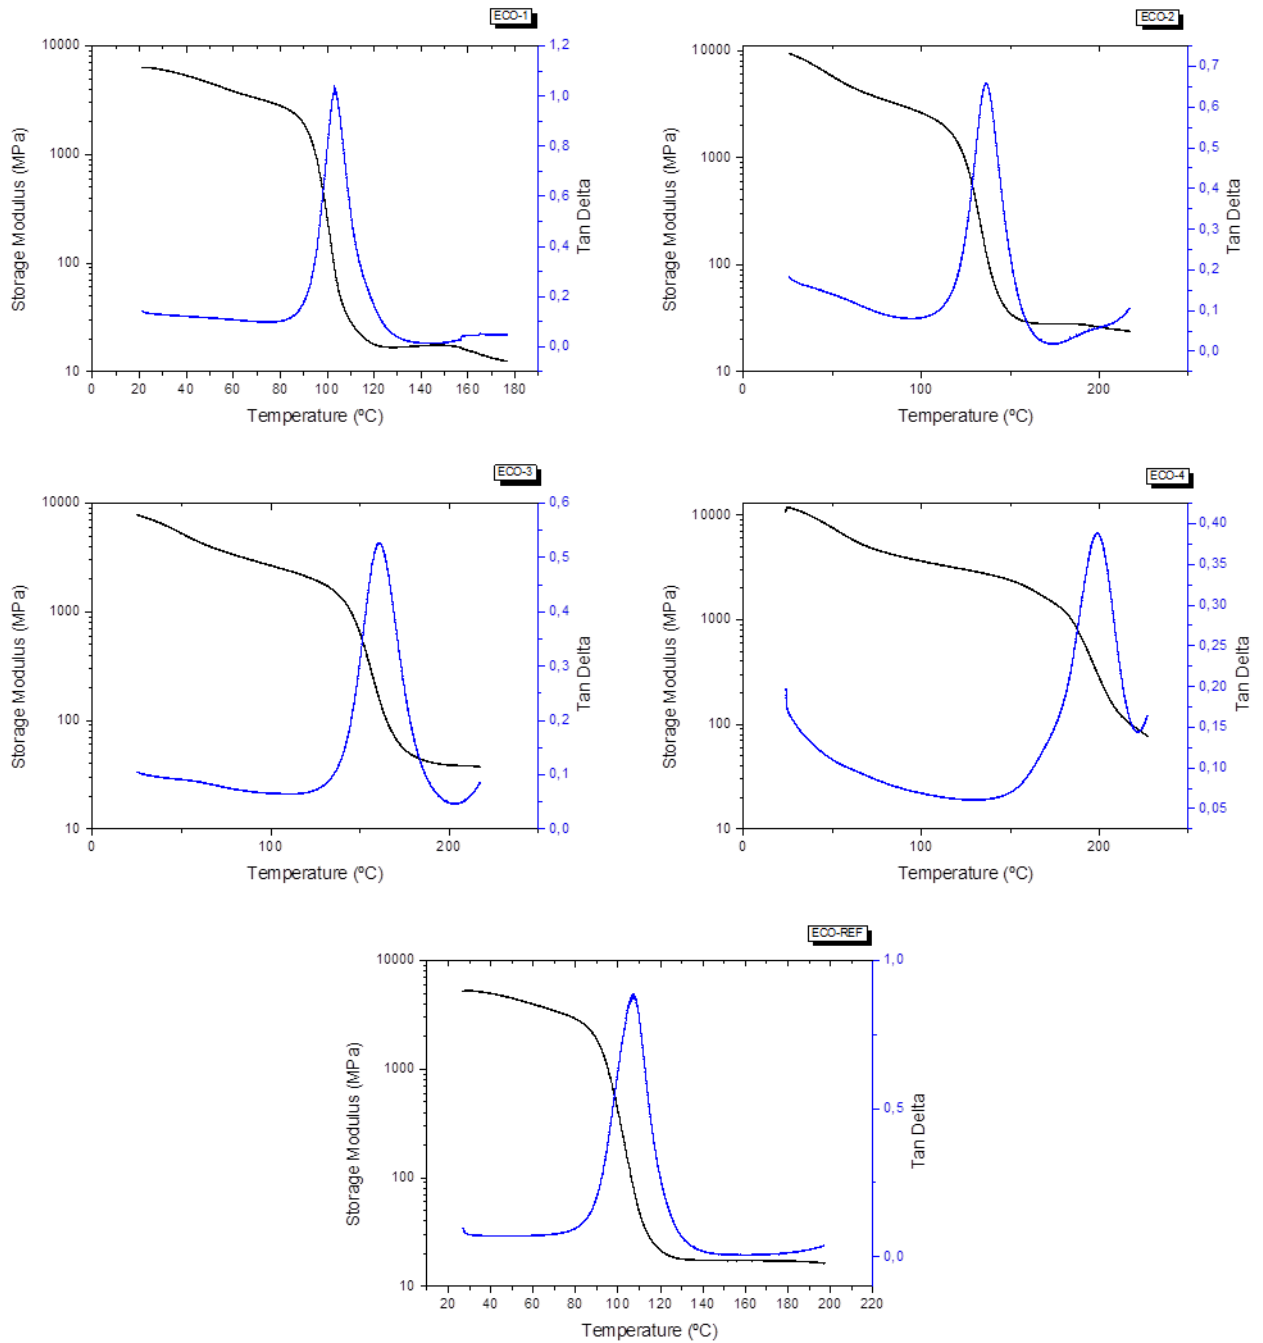 ECO-1
10000
1000
100
10
Storage Modulus (MPa)
1,2
1,0
0,8
0,6
0,4
0,2
0,0
Tan Delta
0 20 40 60 80 100 120 140 160 180
Temperature (ºC)
ECO-2
10000
1000
100
10
Storage Modulus (MPa)
0,7
0,6
0,5
0,4
0,3
0,2
0,1
0,0
Tan Delta
0 100 200
Temperature (ºC)
ECO-3
10000
1000
100
10
Storage Modulus (MPa)
0,6
0,5
0,4
0,3
0,2
0,1
0,0
Tan Delta
0 100 200
Temperature (ºC)
ECO-4
10000
1000
100
10
Storage Modulus (MPa)
0,40
0,35
0,30
0,25
0,20
0,15
0,10
0,05
Tan Delta
0 100 200
Temperature (ºC)
ECO-REF
10000
1000
100
10
Storage Modulus (MPa)
1,0
0,5
0,0
Tan Delta
20 40 60 80 100 120 140 160 180 200 220
Temperature (ºC)